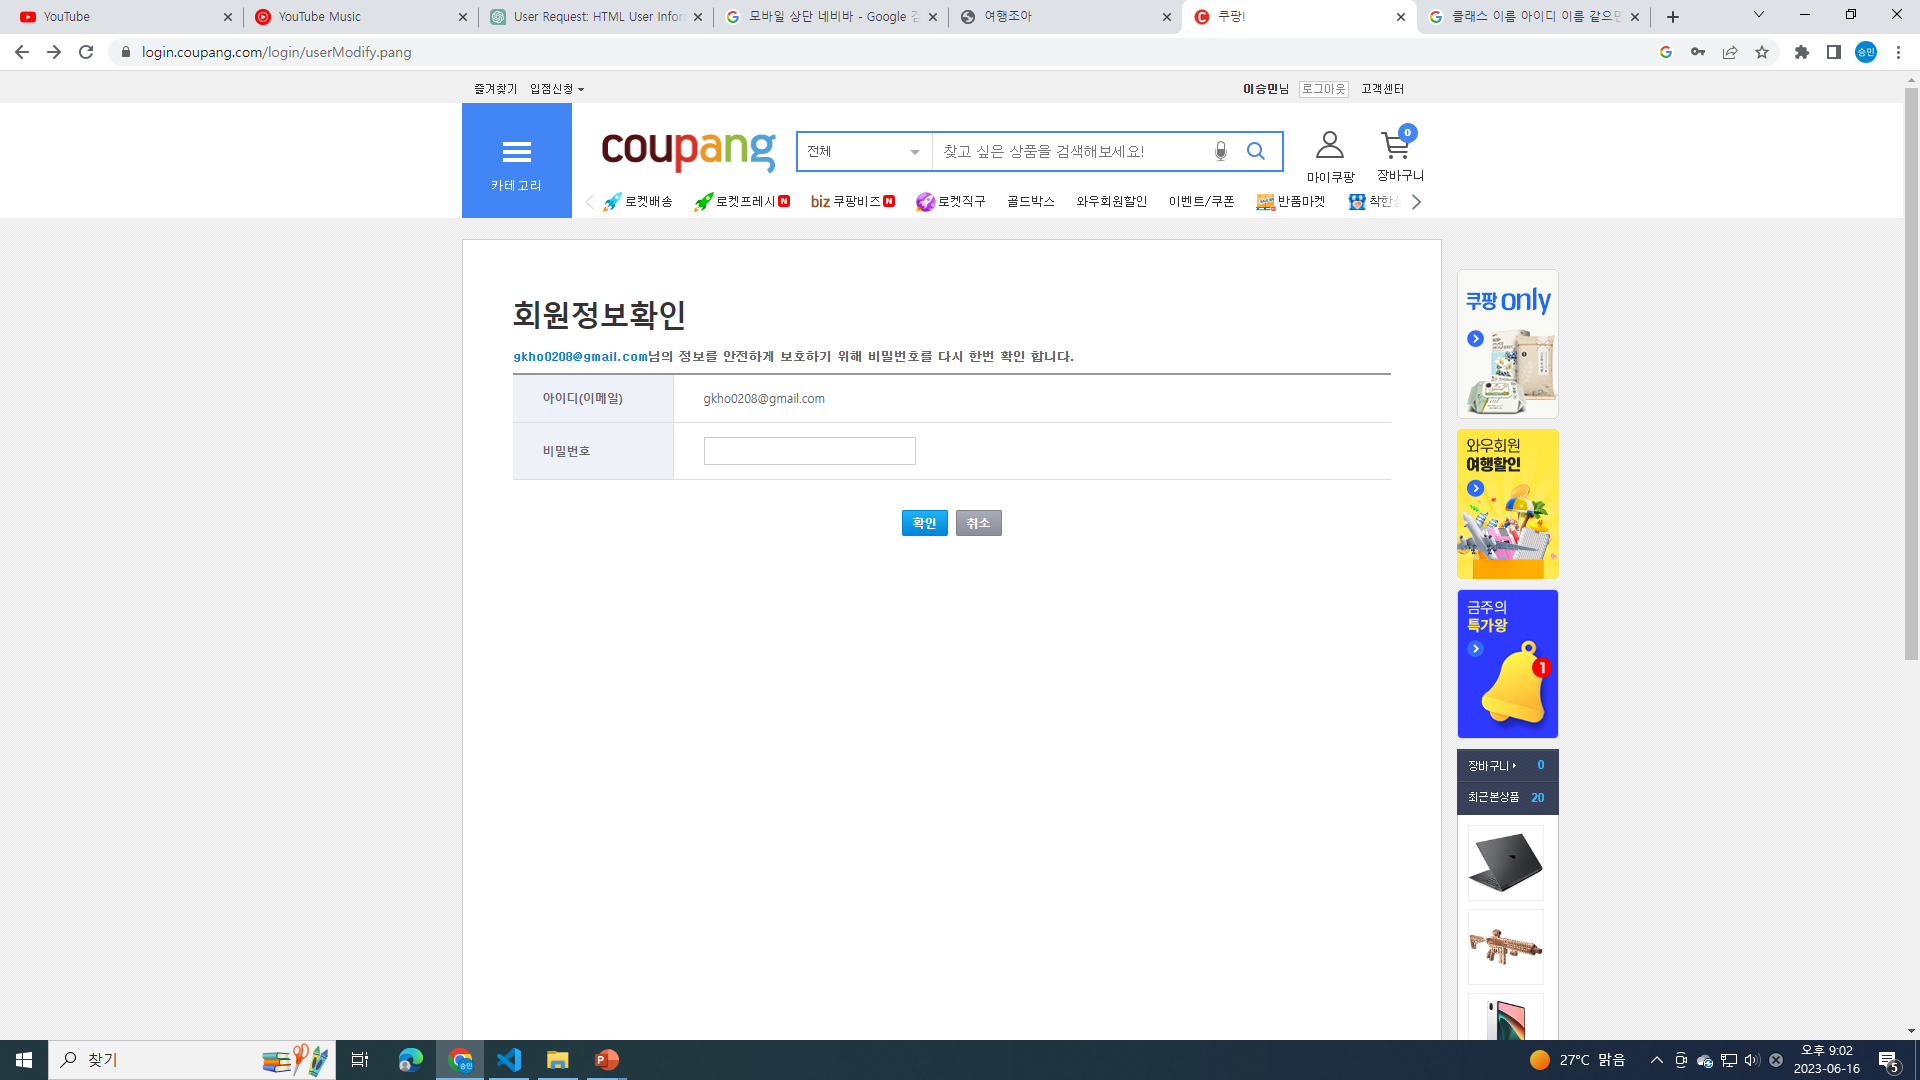 YouTube
YouTube Music
User Request: HTML User Infor
모바일 상단 네비바 - Google 검
여행조아
쿠팡!
클래스 이름 아이디 이름 같으면
login.coupang.com/login/userModify.pang
승민
즐겨찾기 입점신청
이승민님 로그아웃 고객센터
카테고리
coupang
전체
찾고 싶은 상품을 검색해보세요!
마이쿠팡
0
장바구니
로켓배송
로켓프레시 N
biz 쿠팡비즈 N
로켓직구
골드박스
와우회원할인
이벤트/쿠폰
반품마켓
착한상
회원정보확인
gkho0208@gmail.com님의 정보를 안전하게 보호하기 위해 비밀번호를 다시 한번 확인 합니다.
아이디(이메일) gkho0208@gmail.com
비밀번호
확인 취소
쿠팡 only
와우회원
여행할인
금주의
특가왕
1
장바구니 0
최근본상품 20
찾기
27°C 맑음
오후 9:02
2023-06-16
5